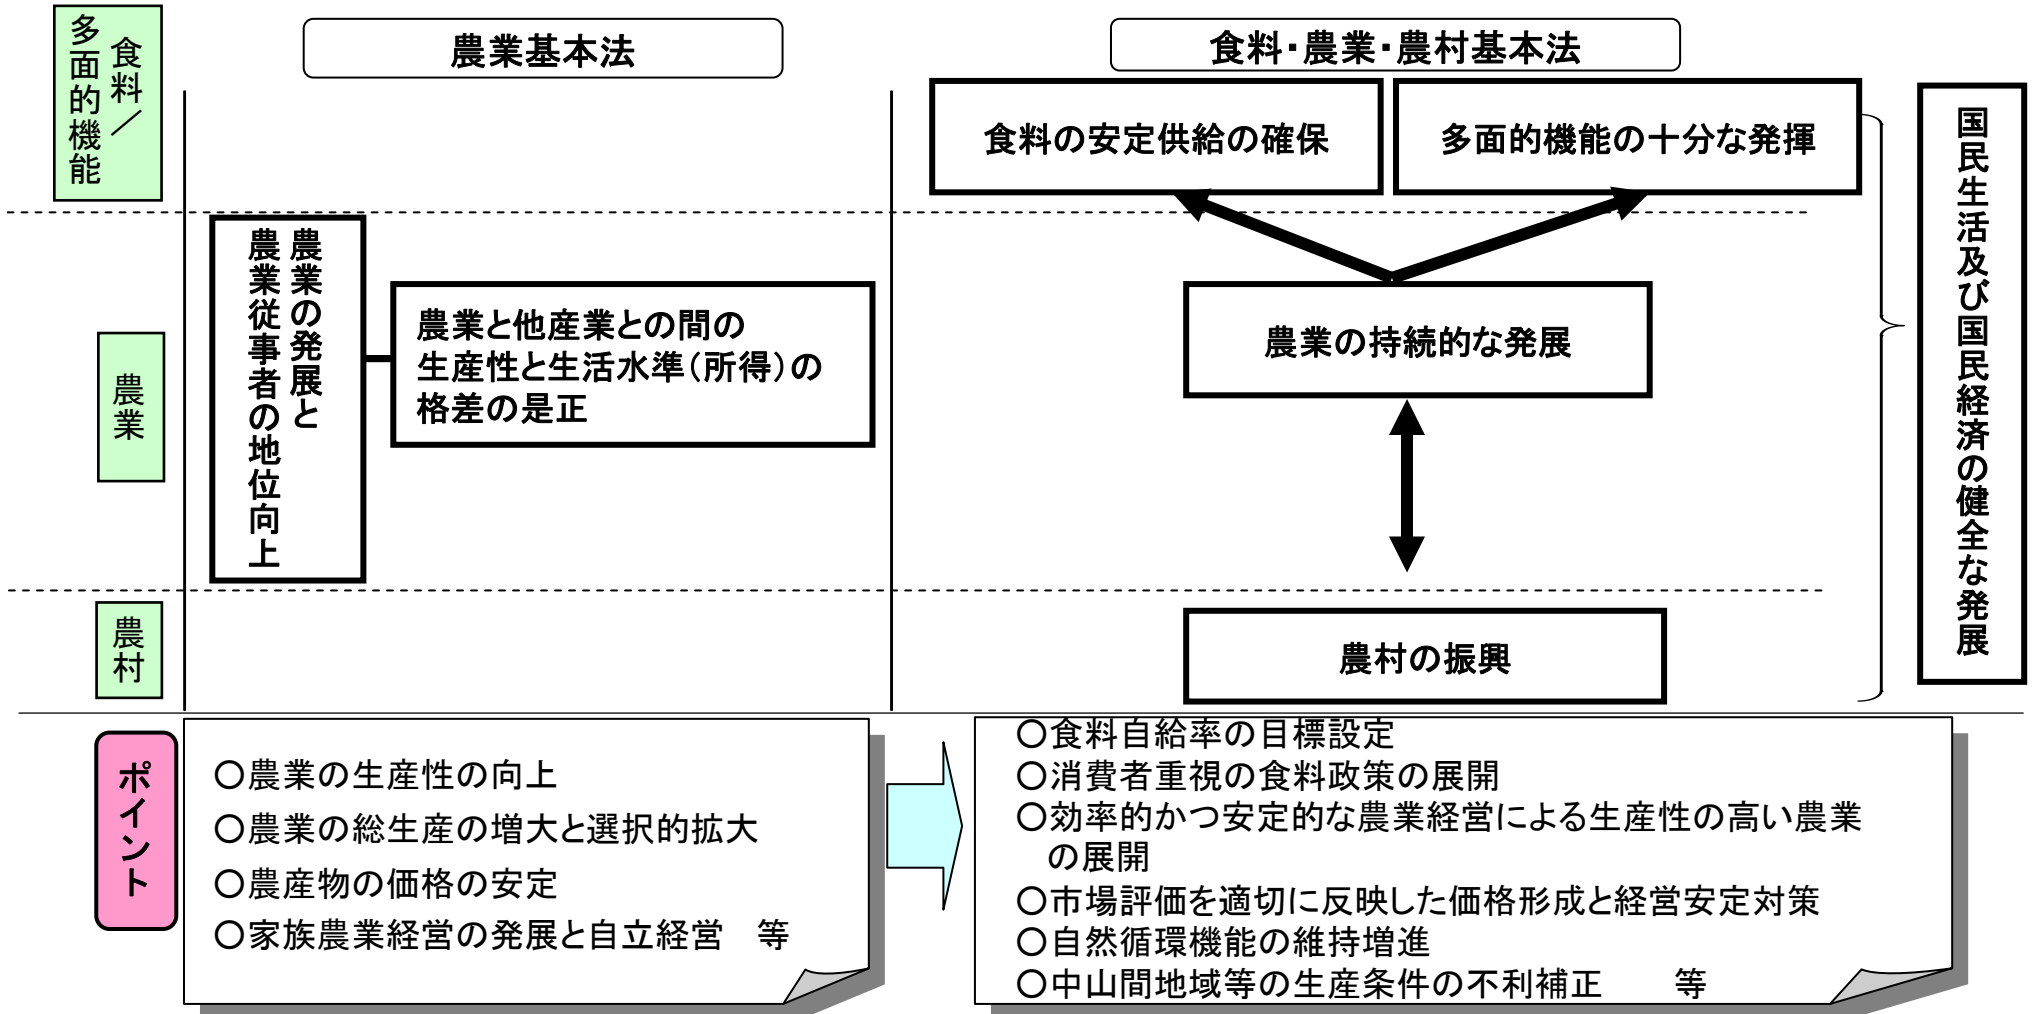 食料／
多面的機能
農業基本法
食料・農業・農村基本法
食料の安定供給の確保
多面的機能の十分な発揮
国民生活及び国民経済の健全な発展
農業
農業の発展と
農業従事者の地位向上
農業と他産業との間の
生産性と生活水準（所得）の
格差の是正
農業の持続的な発展
農村
農村の振興
ポイント
○農業の生産性の向上
○農業の総生産の増大と選択的拡大
○農産物の価格の安定
○家族農業経営の発展と自立経営　等
○食料自給率の目標設定
○消費者重視の食料政策の展開
○効率的かつ安定的な農業経営による生産性の高い農業
の展開
○市場評価を適切に反映した価格形成と経営安定対策
○自然循環機能の維持増進
○中山間地域等の生産条件の不利補正　　等